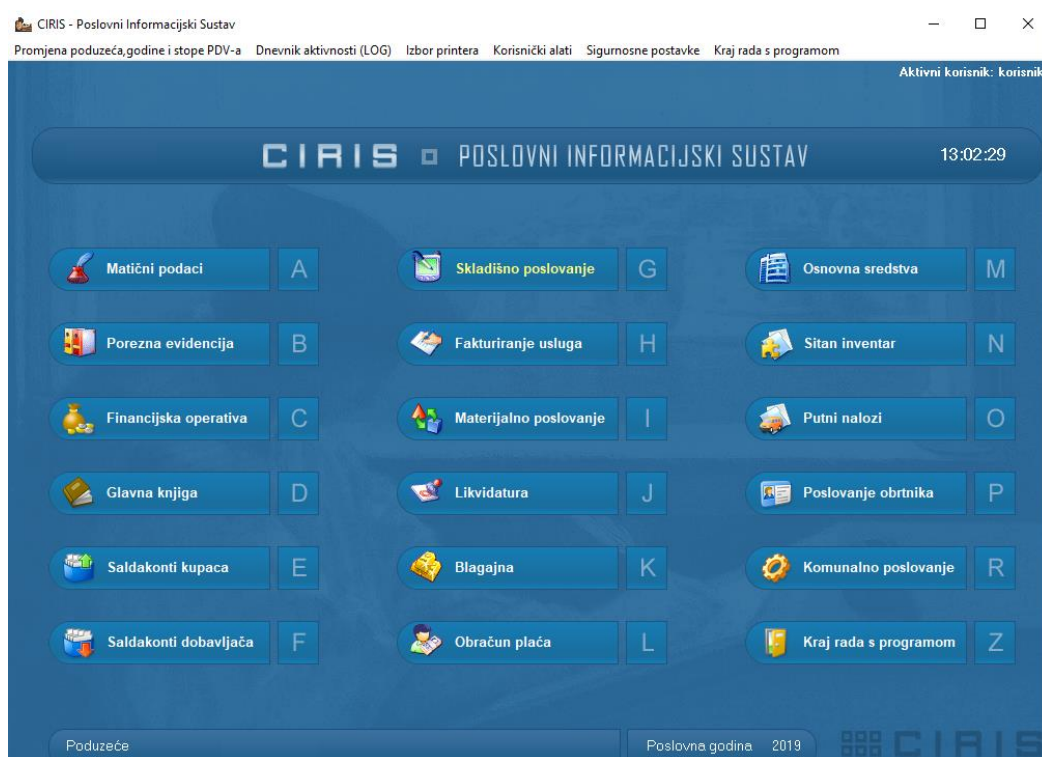 CIRIS - Poslovni Informacijski Sustav
Promjena poduzeća,godine i stope PDV-a Dnevnik aktivnosti (LOG) Izbor printera Korisnički alati Sigurnosne postavke Kraj rada s programom
Aktivni korisnik: korisnik
CIRIS POSLOVNI INFORMACIJSKI SUSTAV 13:02:29
Matični podaci A
Skladišno poslovanje G
Osnovna sredstva M
Porezna evidencija B
Fakturiranje usluga H
Sitan inventar N
Financijska operativa C
Materijalno poslovanje I
Putni nalozi O
Glavna knjiga D
Likvidatura J
Poslovanje obrtnika P
Saldakonti kupaca E
Blagajna K
Komunalno poslovanje R
Saldakonti dobavljača F
Obračun plaća L
Kraj rada s programom Z
Poduzeće
Poslovna godina 2019
CIRIS